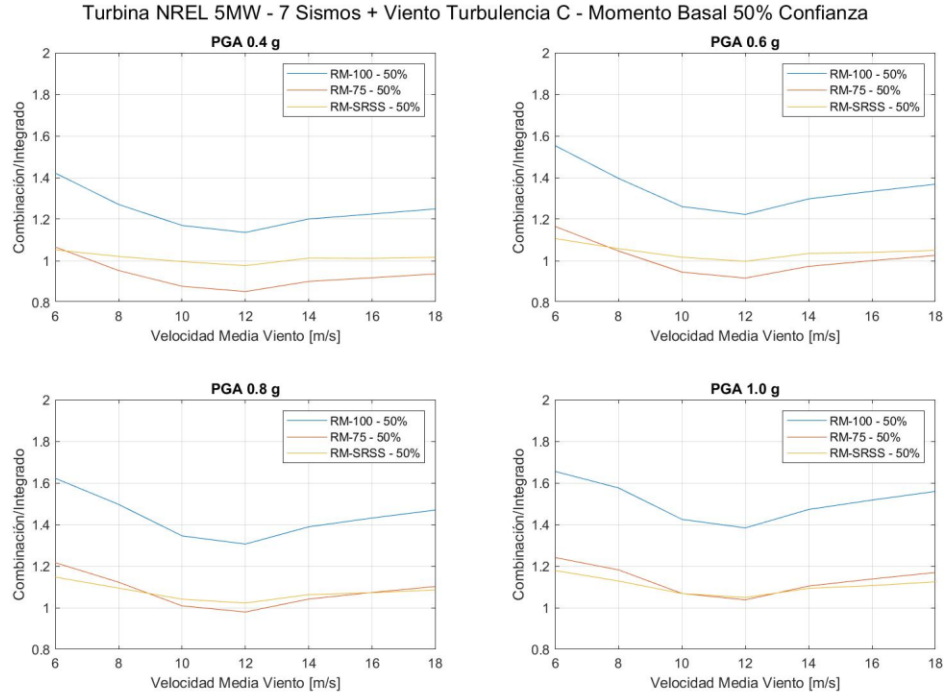 Turbina NREL 5MW - 7 Sismos + Viento Turbulencia C - Momento Basal 50% Confianza
PGA 0.4 g
Combinación/Integrado
2
1.8
1.6
1.4
1.2
1
0.8
RM-100 - 50%
RM-75 - 50%
RM-SRSS - 50%
6 8 10 12 14 16 18
Velocidad Media Viento [m/s]
PGA 0.6 g
Combinación/Integrado
2
1.8
1.6
1.4
1.2
1
0.8
RM-100 - 50%
RM-75 - 50%
RM-SRSS - 50%
6 8 10 12 14 16 18
Velocidad Media Viento [m/s]
PGA 0.8 g
Combinación/Integrado
2
1.8
1.6
1.4
1.2
1
0.8
RM-100 - 50%
RM-75 - 50%
RM-SRSS - 50%
6 8 10 12 14 16 18
Velocidad Media Viento [m/s]
PGA 1.0 g
Combinación/Integrado
2
1.8
1.6
1.4
1.2
1
0.8
RM-100 - 50%
RM-75 - 50%
RM-SRSS - 50%
6 8 10 12 14 16 18
Velocidad Media Viento [m/s]